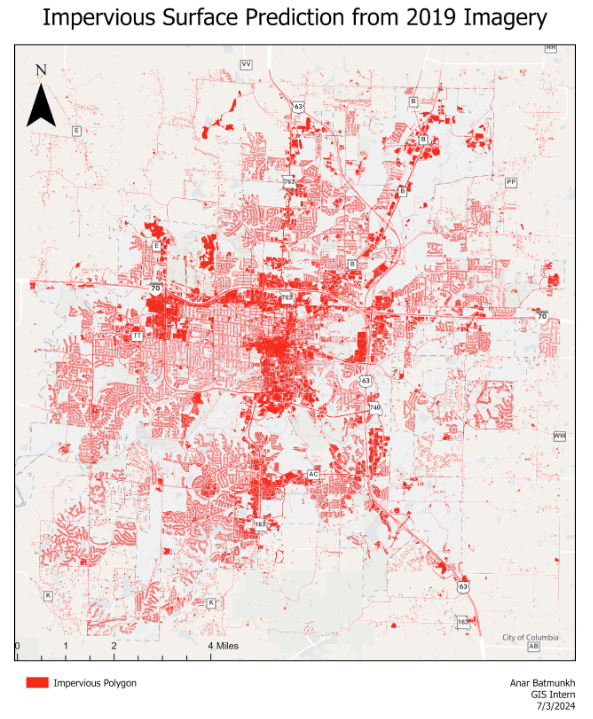 Impervious Surface Prediction from 2019 Imagery
HH
VV
N
63
B
E
B
763
PP
B
E
B
70
763
70
TT
63
740
WW
AC
163
63
K
K
163
City of Columbia
0 1 2 4 Miles
AB
Impervious Polygon
Anar Batmunkh
GIS Intern
7/3/2024